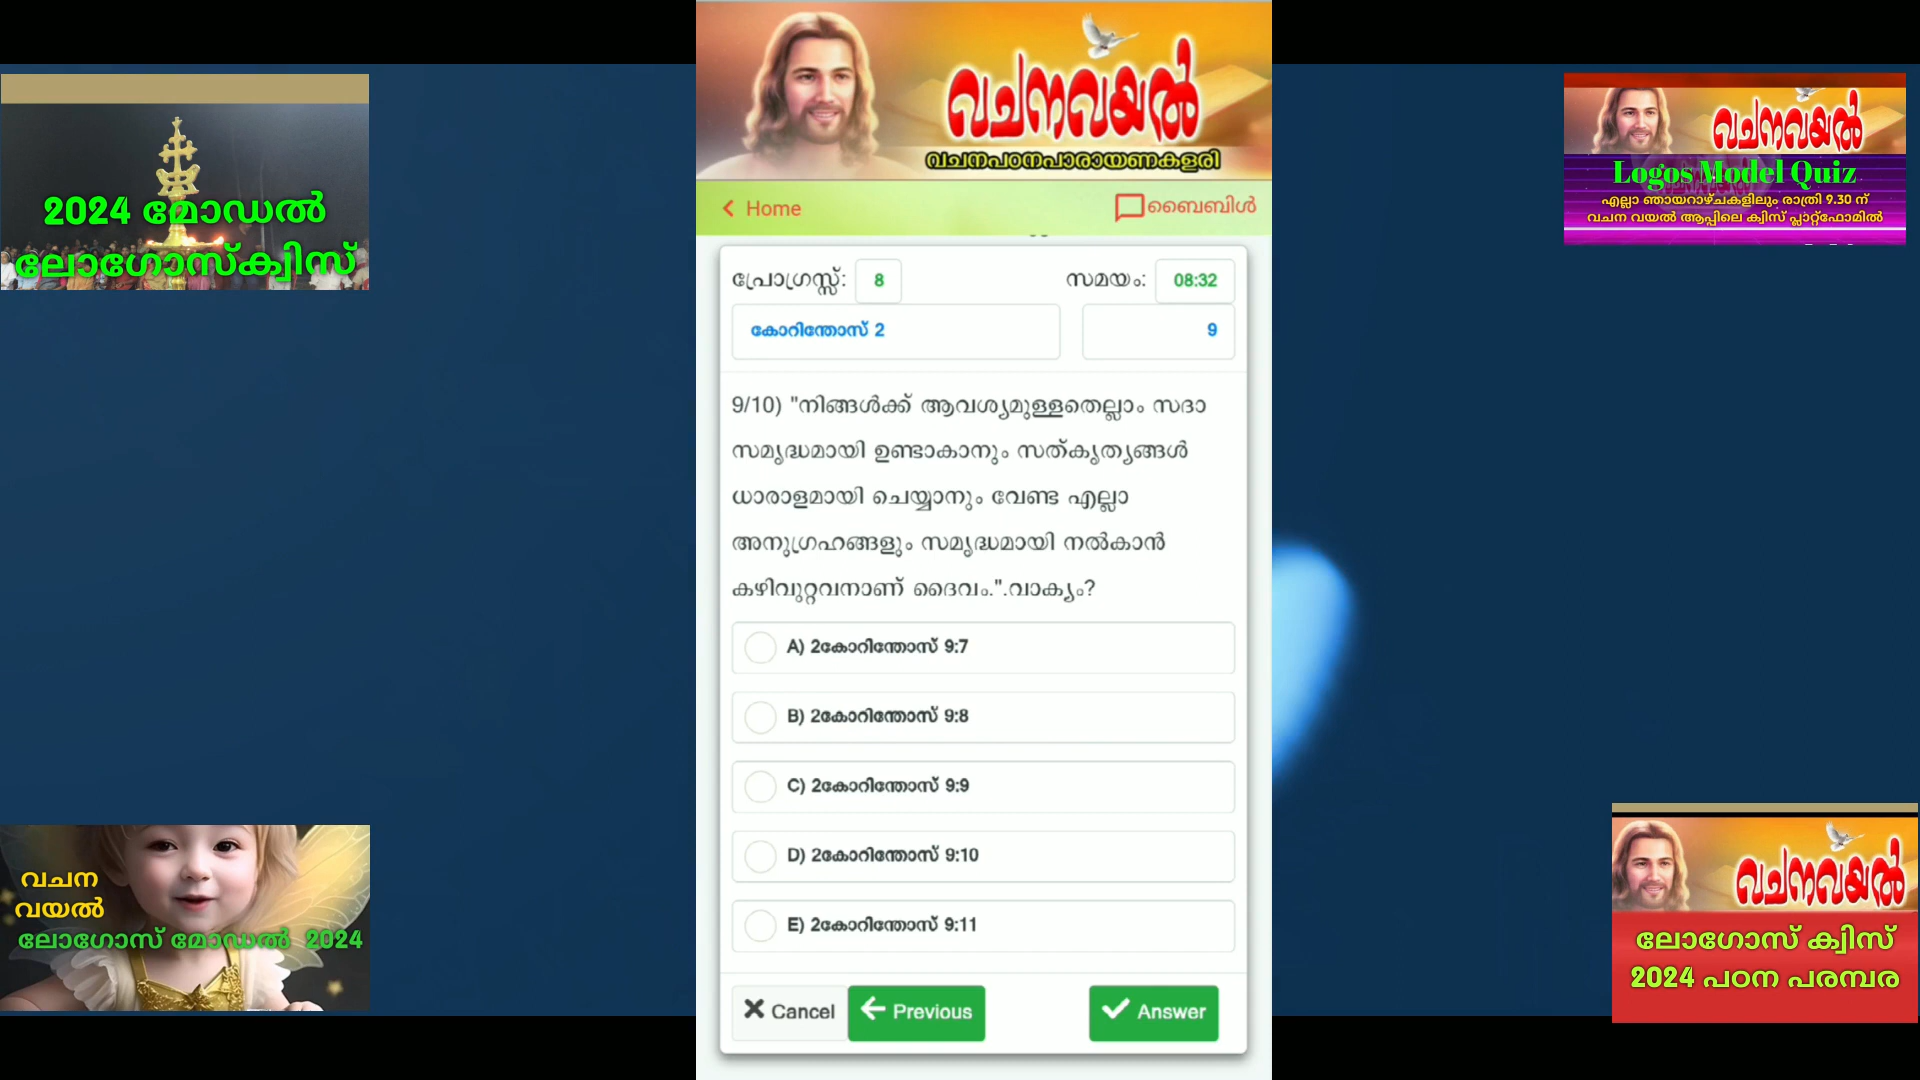 2024 മോഡൽ
ലോഗോസ്ക്വിസ്
വചനവയൽ
വചനപഠനപാരായണകളരി
Home
ബൈബിൾ
പ്രോഗ്രസ്സ്: 8 സമയം: 08:32
കോറിന്തോസ് 2 9
9/10) "നിങ്ങൾക്ക് ആവശ്യമുള്ളതെല്ലാം സദാ
സമൃദ്ധമായി ഉണ്ടാകാനും സത്കൃത്യങ്ങൾ
ധാരാളമായി ചെയ്യാനും വേണ്ട എല്ലാ
അനുഗ്രഹങ്ങളും സമൃദ്ധമായി നൽകാൻ
കഴിവുറ്റവനാണ് ദൈവം.".വാക്യം?
A) 2കോറിന്തോസ് 9:7
B) 2കോറിന്തോസ് 9:8
C) 2കോറിന്തോസ് 9:9
D) 2കോറിന്തോസ് 9:10
E) 2കോറിന്തോസ് 9:11
Cancel
Previous
Answer
വചനവയൽ
Logos Model Quiz
എല്ലാ ഞായറാഴ്ചകളിലും രാത്രി 9.30 ന്
വചന വയൽ ആപ്പിലെ ക്വിസ് പ്ലാറ്റ്ഫോമിൽ
വചന
വയൽ
ലോഗോസ് മോഡൽ 2024
വചനവയൽ
ലോഗോസ് ക്വിസ്
2024 പഠന പരമ്പര